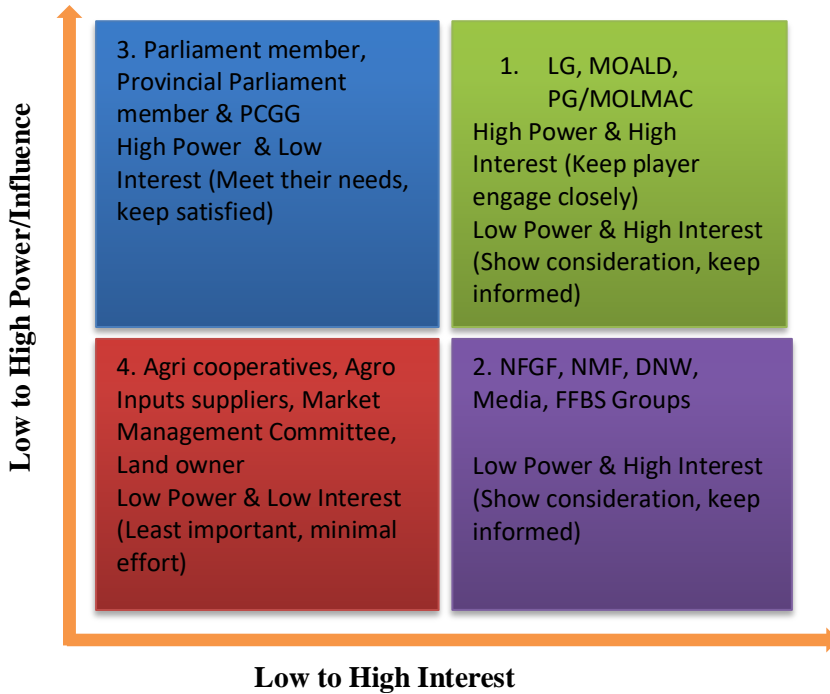 Low to High Power/Influence
3. Parliament member,
Provincial Parliament
member & PCGG
High Power & Low
Interest (Meet their needs,
keep satisfied)
1. LG, MOALD,
PG/MOLMAC
High Power & High
Interest (Keep player
engage closely)
Low Power & High Interest
(Show consideration, keep
informed)
4. Agri cooperatives, Agro
Inputs suppliers, Market
Management Committee,
Land owner
Low Power & Low Interest
(Least important, minimal
effort)
2. NFGF, NMF, DNW,
Media, FFBS Groups
Low Power & High Interest
(Show consideration, keep
informed)
Low to High Interest